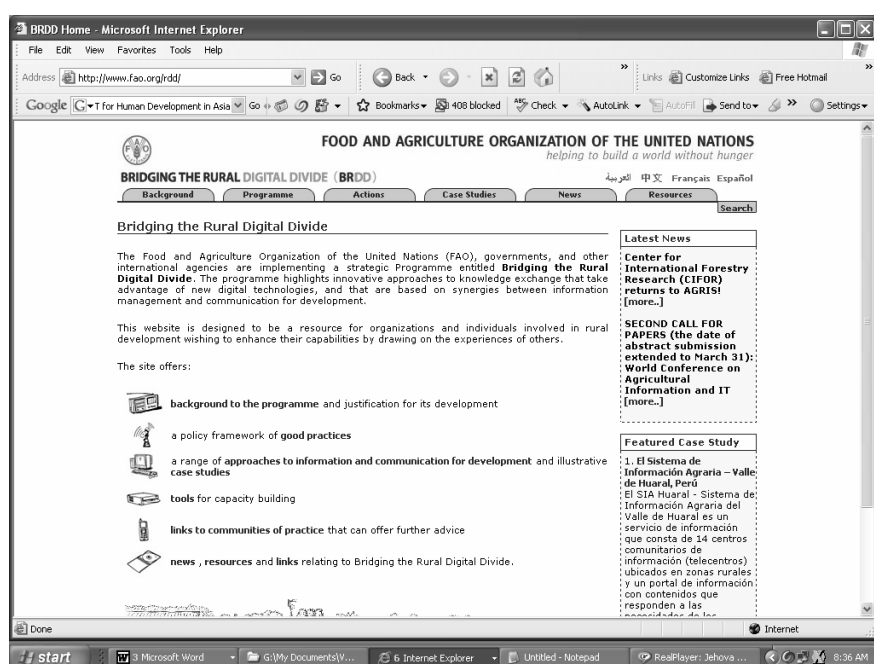 BRDD Home - Microsoft Internet Explorer
File Edit View Favorites Tools Help
Address http://www.fao.org/rdd/ Go Back Links Customize Links Free Hotmail
Google T for Human Development in Asia Go Bookmarks 408 blocked Check AutoLink AutoFill Send to Settings
FAO
FOOD AND AGRICULTURE ORGANIZATION OF THE UNITED NATIONS
helping to build a world without hunger
BRIDGING THE RURAL DIGITAL DIVIDE (BRDD)
العربية 中文 Français Español
Background Programme Actions Case Studies News Resources
Search
Bridging the Rural Digital Divide
The Food and Agriculture Organization of the United Nations (FAO), governments, and other
international agencies are implementing a strategic Programme entitled Bridging the Rural
Digital Divide. The programme highlights innovative approaches to knowledge exchange that take
advantage of new digital technologies, and that are based on synergies between information
management and communication for development.
This website is designed to be a resource for organizations and individuals involved in rural
development wishing to enhance their capabilities by drawing on the experiences of others.
The site offers:
background to the programme and justification for its development
a policy framework of good practices
a range of approaches to information and communication for development and illustrative
case studies
tools for capacity building
links to communities of practice that can offer further advice
news , resources and links relating to Bridging the Rural Digital Divide.
Latest News
Center for
International Forestry
Research (CIFOR)
returns to AGRIS!
[more..]
SECOND CALL FOR
PAPERS (the date of
abstract submission
extended to March 31):
World Conference on
Agricultural
Information and IT
[more..]
Featured Case Study
1. El Sistema de
Información Agraria – Valle
de Huaral, Perú
El SIA Huaral - Sistema de
Información Agraria del
Valle de Huaral es un
servicio de información
que consta de 14 centros
comunitarios de
información (telecentros)
ubicados en zonas rurales
y un portal de información
con contenidos que
responden a las
necesidades de los
Done Internet
start 3 Microsoft Word G:\My Documents\V... 6 Internet Explorer Untitled - Notepad RealPlayer: Jehova ... 8:36 AM